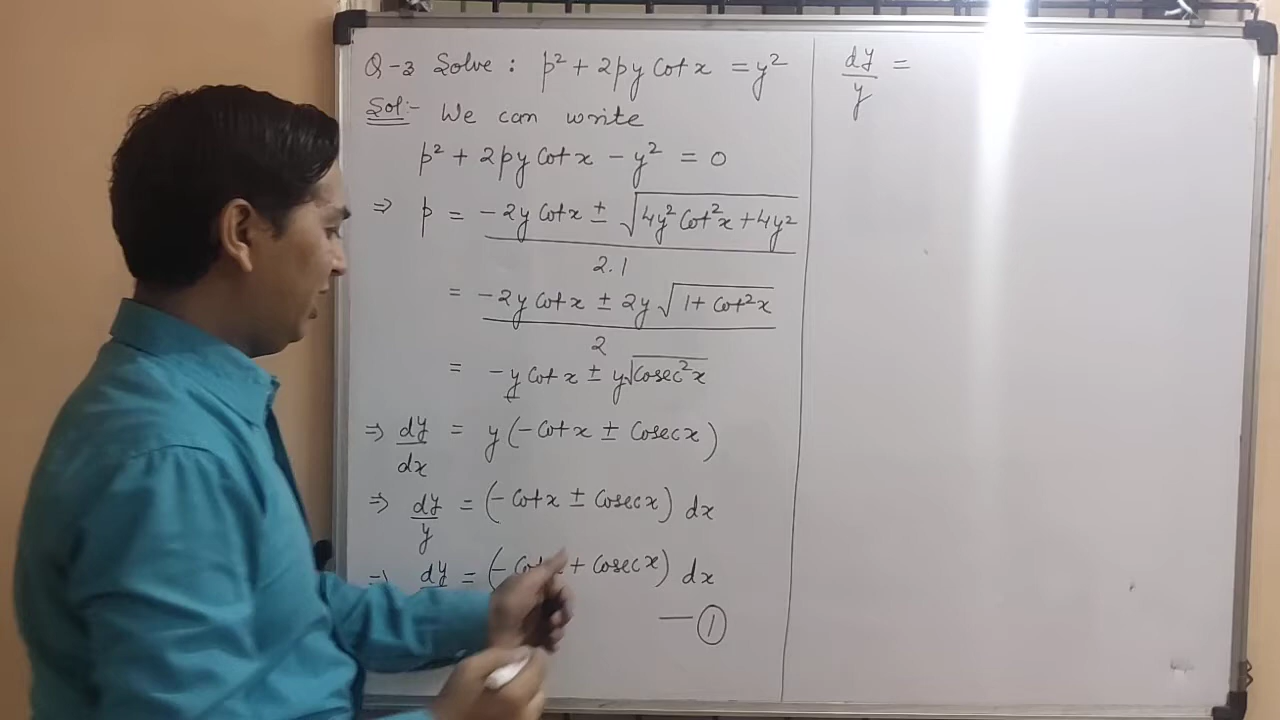 Q-3 Solve : p² + 2py Cot x = y²
Sol:- We can write
p² + 2py Cot x - y² = 0
⇒ p = -2y Cot x ± √4y² Cot²x + 4y²
2.1
= -2y Cot x ± 2y √1 + Cot²x
2
= -y Cot x ± y√Cosec²x
⇒ dy/dx = y(-Cot x ± Cosec x)
⇒ dy/y = (-Cot x ± Cosec x) dx
⇒ dy = (- + Cosec x) dx
— ①
dy/y =